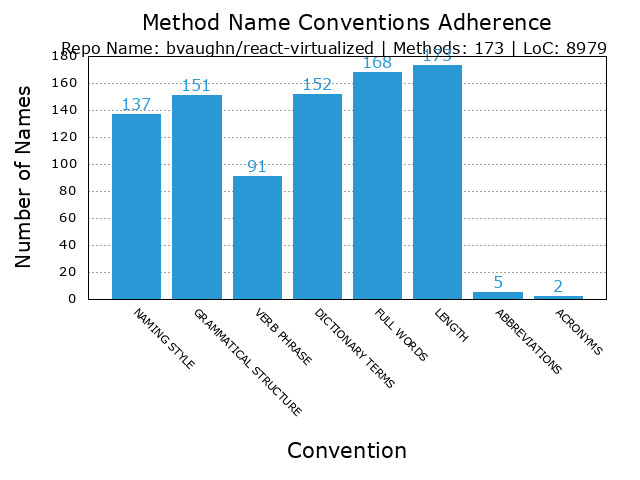 Method Name Conventions Adherence
Repo Name: bvaughn/react-virtualized | Methods: 173 | LoC: 8979
Number of Names
180
160
140
120
100
80
60
40
20
0
137
151
91
152
168
173
5
2
NAMING STYLE
GRAMMATICAL STRUCTURE
VERB PHRASE
DICTIONARY TERMS
FULL WORDS
LENGTH
ABBREVIATIONS
ACRONYMS
Convention